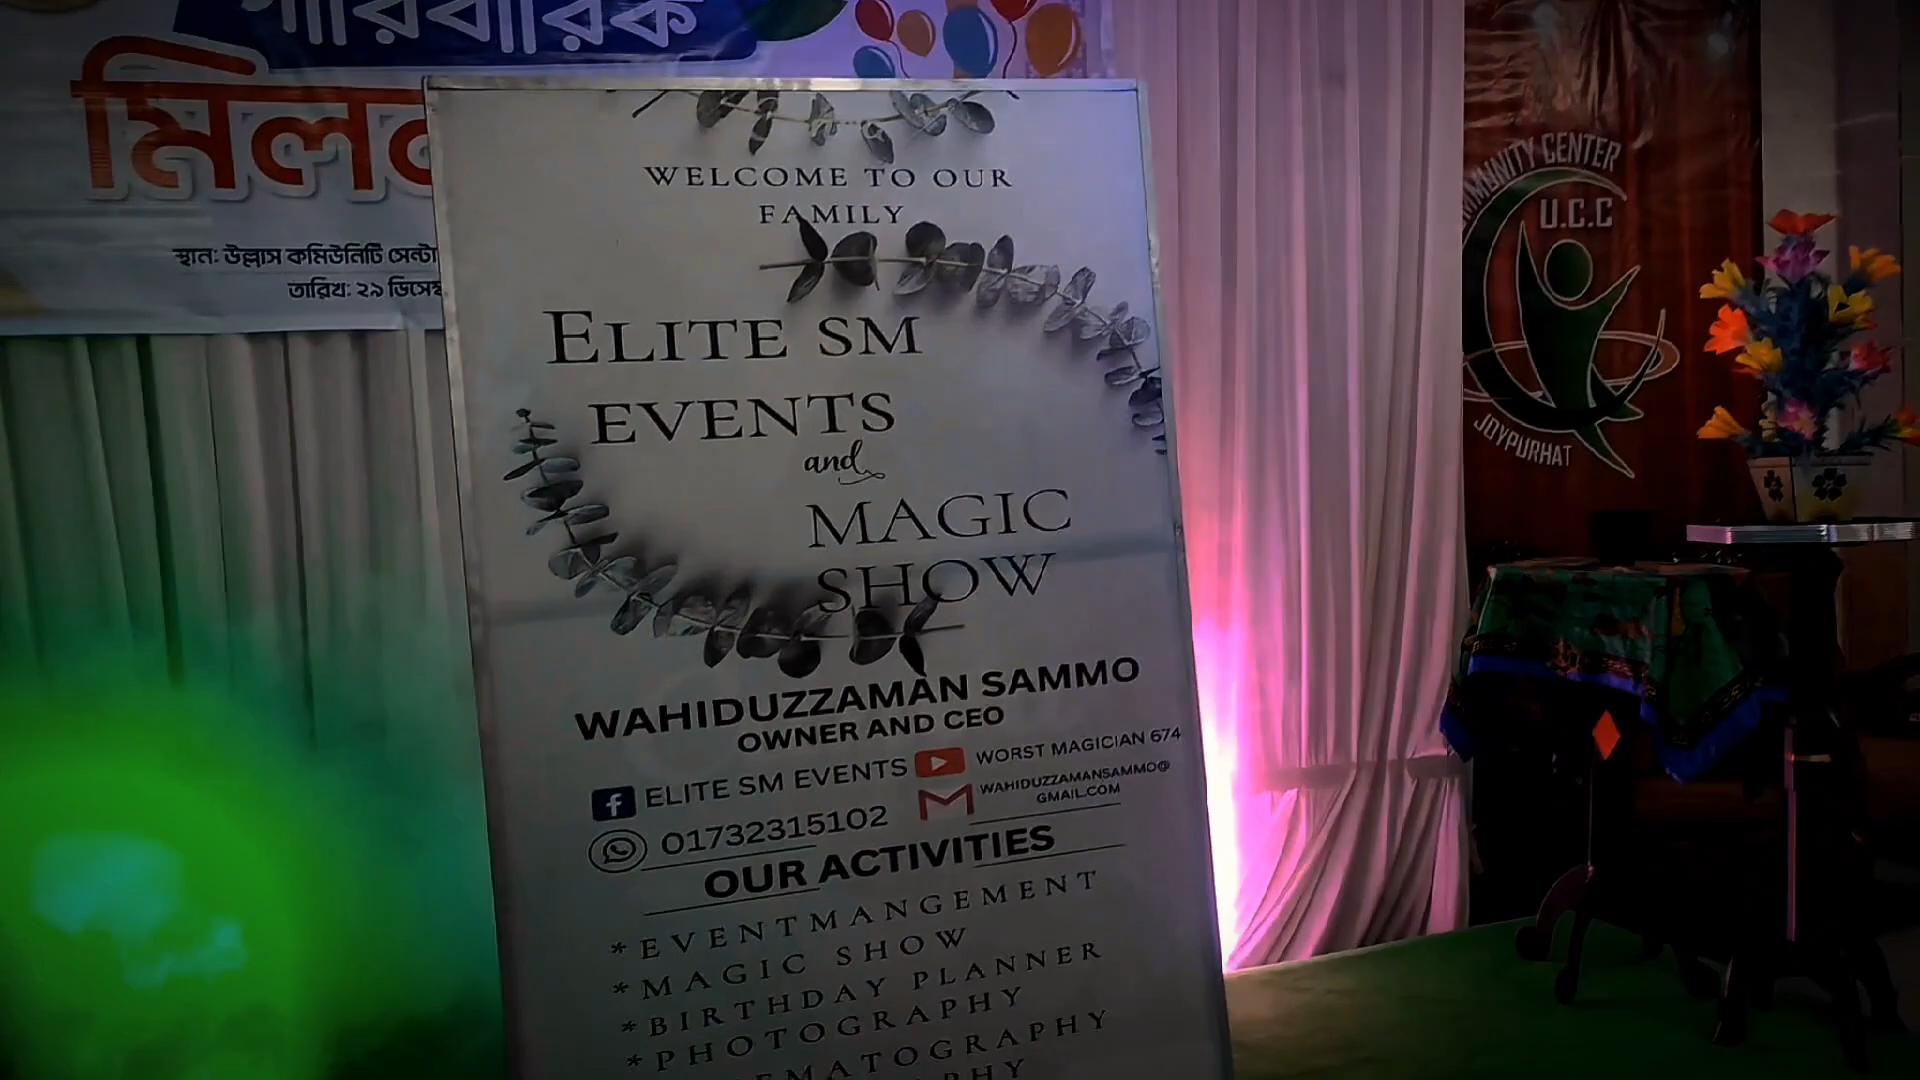 পারিবারিক
স্থান: উল্লাস কমিউনিটি
তারিখ: ২৯
WELCOME TO OUR
FAMILY
ELITE SM
EVENTS
and
MAGIC
SHOW
WAHIDUZZAMAN SAMMO
OWNER AND CEO
ELITE SM EVENTS
WORST MAGICIAN 674
WAHIDUZZAMANSAMMO@
GMAIL.COM
01732315102
OUR ACTIVITIES
*EVENTMANGEMENT
*MAGIC SHOW
*BIRTHDAY PLANNER
*PHOTOGRAPHY
CENTER
U.C.C
JOYPURHAT